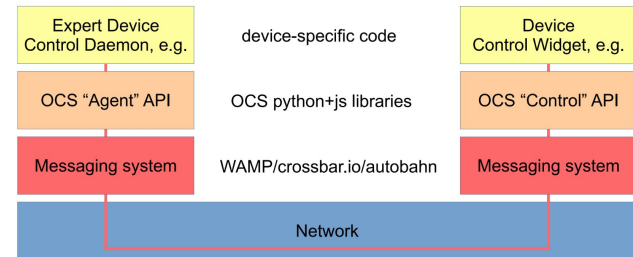 Expert Device
Control Daemon, e.g.
device-specific code
Device
Control Widget, e.g.
OCS “Agent” API
OCS python+js libraries
OCS “Control” API
Messaging system
WAMP/crossbar.io/autobahn
Messaging system
Network